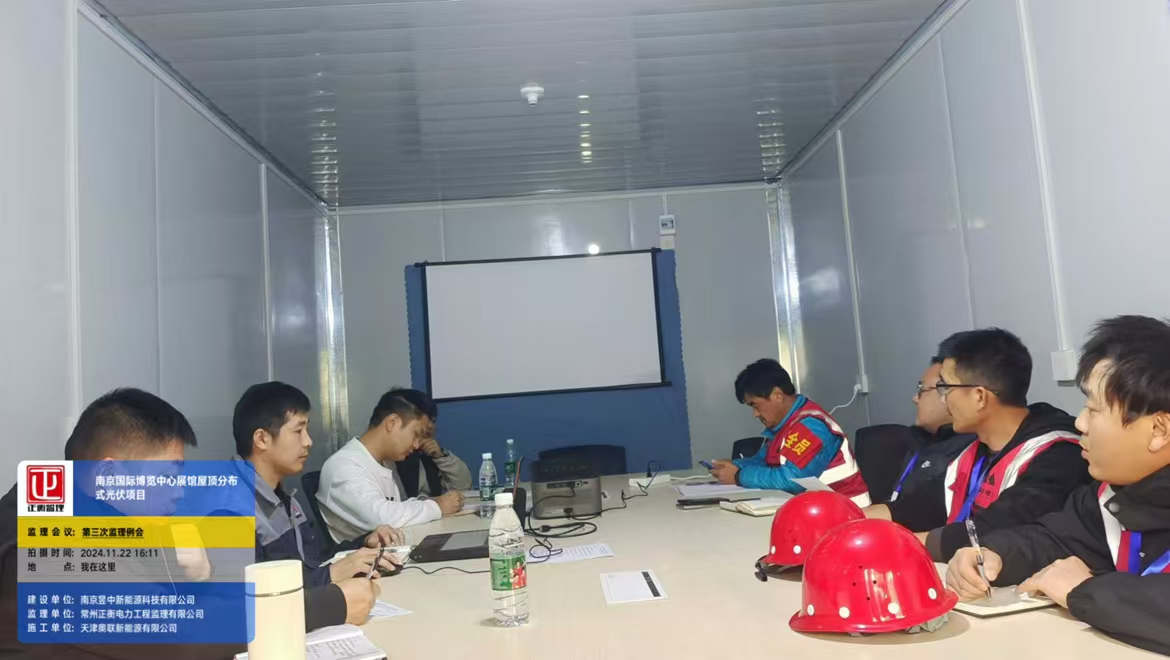 正衡监理
南京国际博览中心展馆屋顶分布
式光伏项目
监理会议: 第三次监理例会
拍摄时间: 2024.11.22 16:11
地 点: 我在这里
建设单位: 南京昱中新能源科技有限公司
监理单位: 常州正衡电力工程监理有限公司
施工单位: 天津奥联新能源有限公司